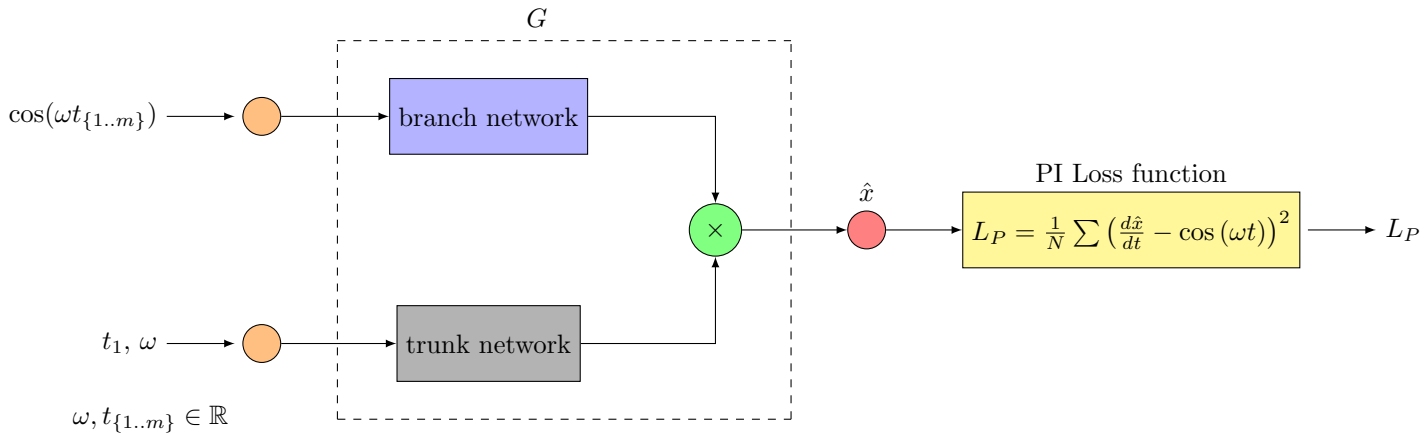 G
cos(ωt_{1..m})
branch network
×
x̂
PI Loss function
L_P = 1/N ∑ (dx̂/dt − cos (ωt))²
L_P
t₁, ω
trunk network
ω, t_{1..m} ∈ ℝ